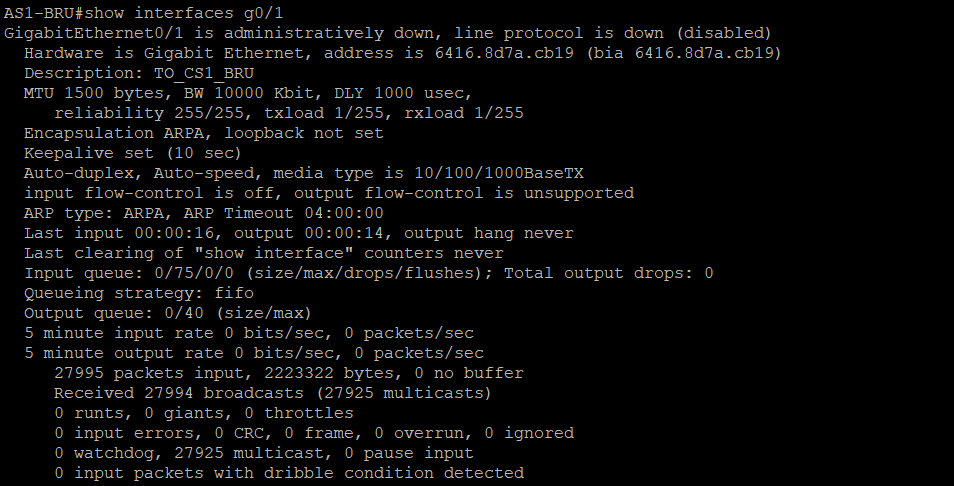 AS1-BRU#show interfaces g0/1
GigabitEthernet0/1 is administratively down, line protocol is down (disabled)
  Hardware is Gigabit Ethernet, address is 6416.8d7a.cb19 (bia 6416.8d7a.cb19)
  Description: TO_CS1_BRU
  MTU 1500 bytes, BW 10000 Kbit, DLY 1000 usec,
     reliability 255/255, txload 1/255, rxload 1/255
  Encapsulation ARPA, loopback not set
  Keepalive set (10 sec)
  Auto-duplex, Auto-speed, media type is 10/100/1000BaseTX
  input flow-control is off, output flow-control is unsupported
  ARP type: ARPA, ARP Timeout 04:00:00
  Last input 00:00:16, output 00:00:14, output hang never
  Last clearing of "show interface" counters never
  Input queue: 0/75/0/0 (size/max/drops/flushes); Total output drops: 0
  Queueing strategy: fifo
  Output queue: 0/40 (size/max)
  5 minute input rate 0 bits/sec, 0 packets/sec
  5 minute output rate 0 bits/sec, 0 packets/sec
     27995 packets input, 2223322 bytes, 0 no buffer
     Received 27994 broadcasts (27925 multicasts)
     0 runts, 0 giants, 0 throttles
     0 input errors, 0 CRC, 0 frame, 0 overrun, 0 ignored
     0 watchdog, 27925 multicast, 0 pause input
     0 input packets with dribble condition detected